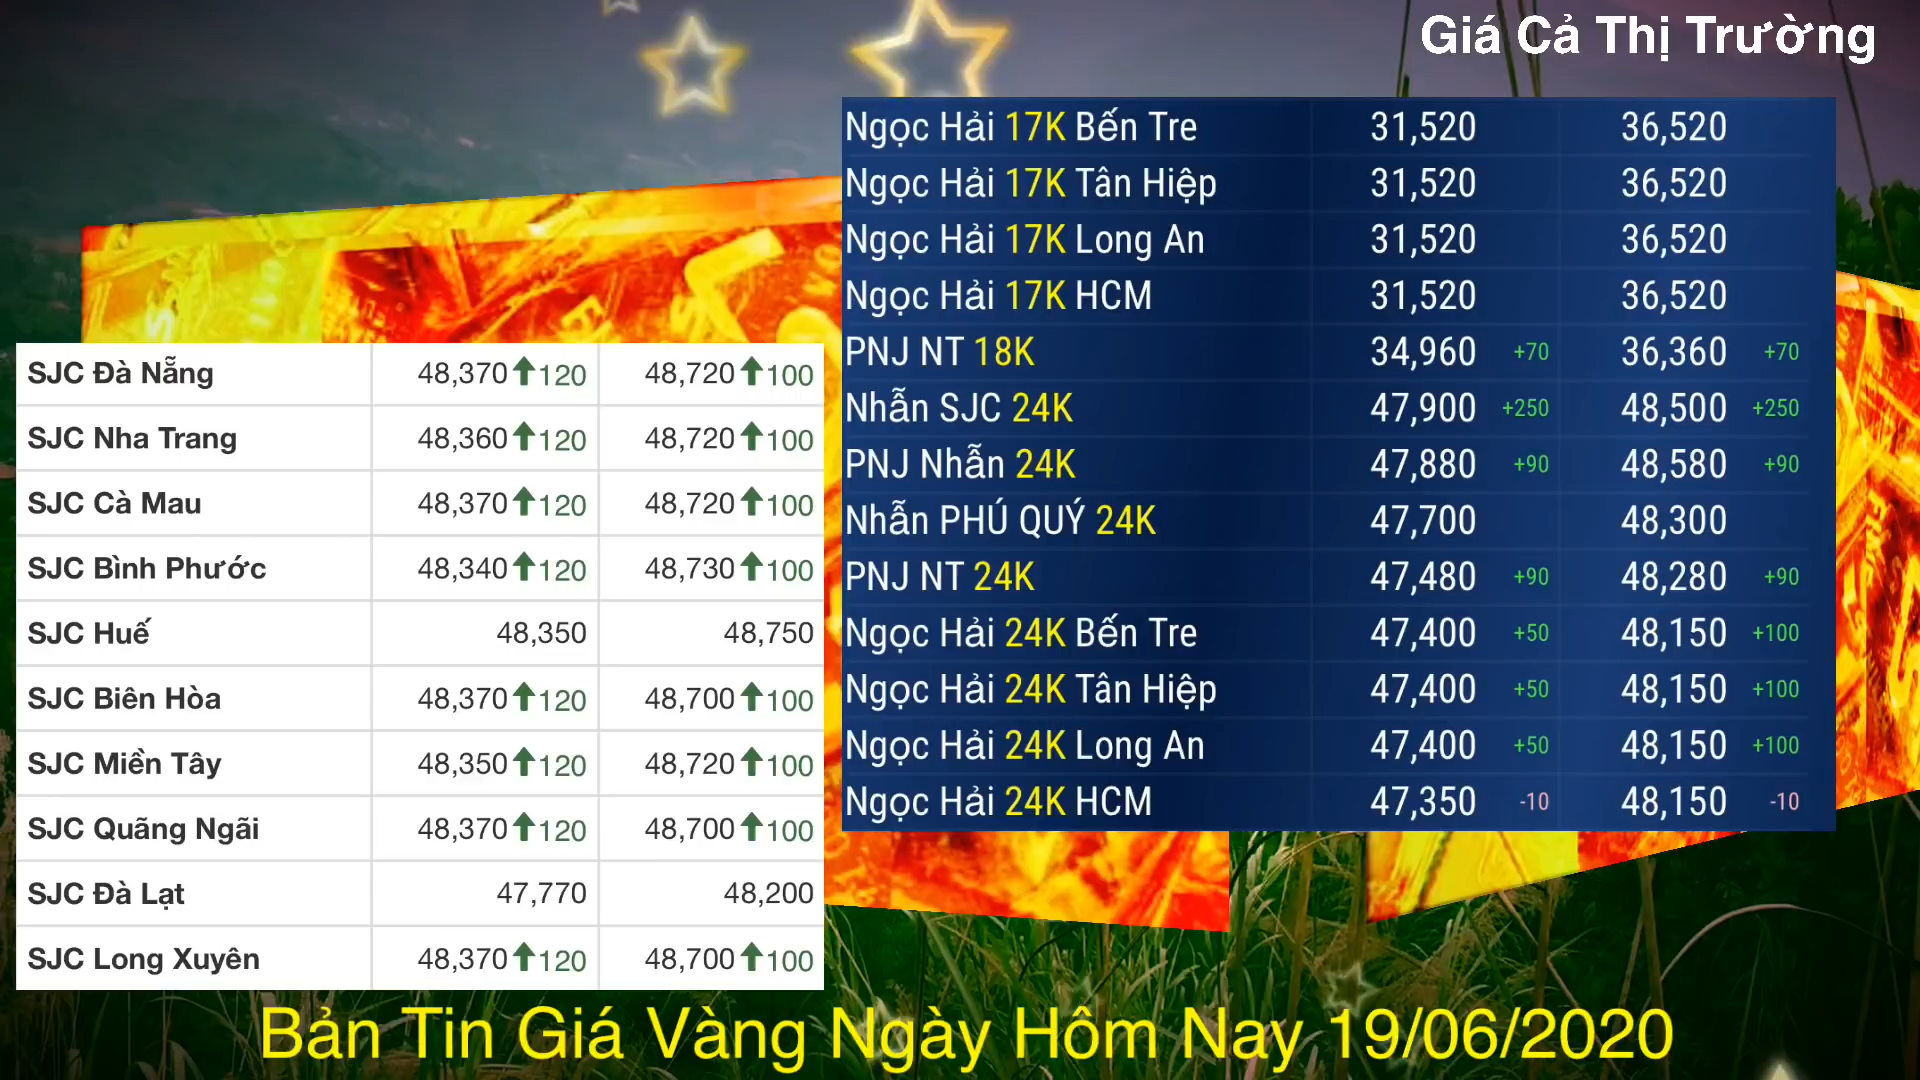 Giá Cả Thị Trường
Ngọc Hải 17K Bến Tre 31,520 36,520
Ngọc Hải 17K Tân Hiệp 31,520 36,520
Ngọc Hải 17K Long An 31,520 36,520
Ngọc Hải 17K HCM 31,520 36,520
PNJ NT 18K 34,960 +70 36,360 +70
Nhẫn SJC 24K 47,900 +250 48,500 +250
PNJ Nhẫn 24K 47,880 +90 48,580 +90
Nhẫn PHÚ QUÝ 24K 47,700 48,300
PNJ NT 24K 47,480 +90 48,280 +90
Ngọc Hải 24K Bến Tre 47,400 +50 48,150 +100
Ngọc Hải 24K Tân Hiệp 47,400 +50 48,150 +100
Ngọc Hải 24K Long An 47,400 +50 48,150 +100
Ngọc Hải 24K HCM 47,350 -10 48,150 -10
SJC Đà Nẵng 48,370 120 48,720 100
SJC Nha Trang 48,360 120 48,720 100
SJC Cà Mau 48,370 120 48,720 100
SJC Bình Phước 48,340 120 48,730 100
SJC Huế 48,350 48,750
SJC Biên Hòa 48,370 120 48,700 100
SJC Miền Tây 48,350 120 48,720 100
SJC Quãng Ngãi 48,370 120 48,700 100
SJC Đà Lạt 47,770 48,200
SJC Long Xuyên 48,370 120 48,700 100
Bản Tin Giá Vàng Ngày Hôm Nay 19/06/2020